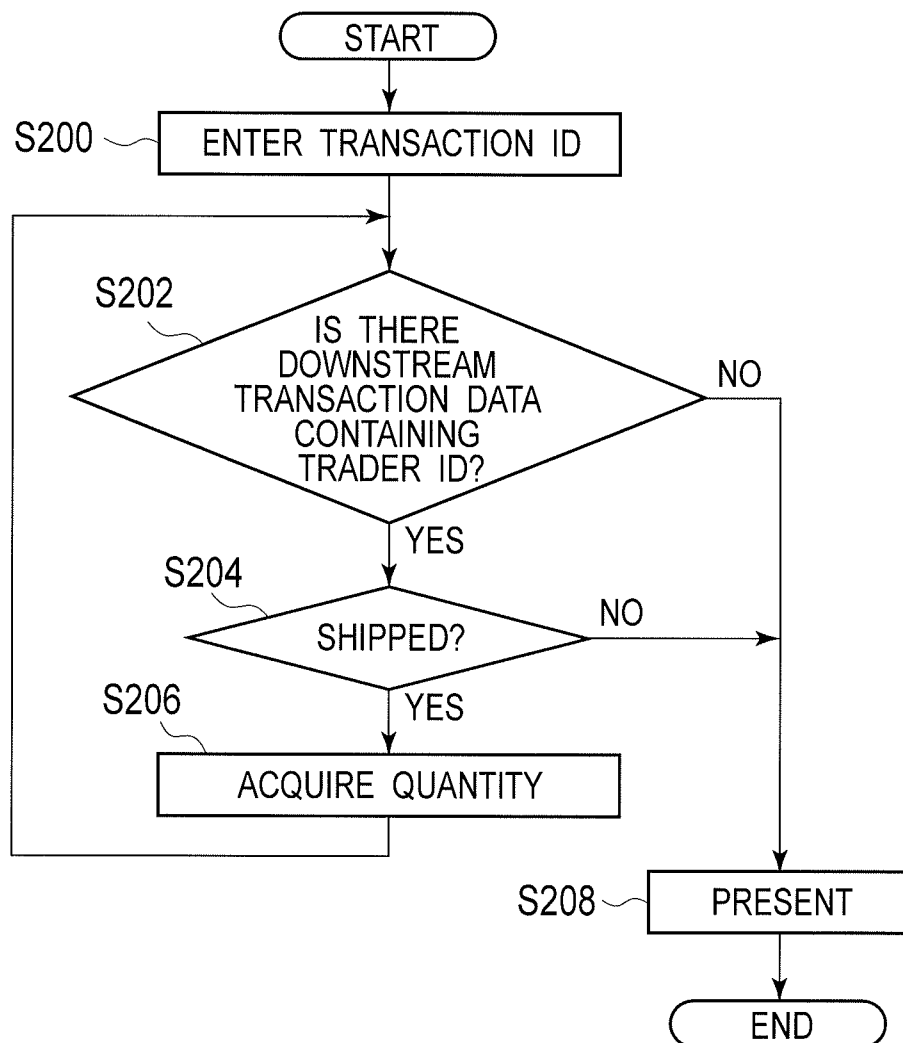 START
S200
ENTER TRANSACTION ID
S202
IS THERE
DOWNSTREAM
TRANSACTION DATA
CONTAINING
TRADER ID?
NO
YES
S204
SHIPPED?
NO
YES
S206
ACQUIRE QUANTITY
S208
PRESENT
END